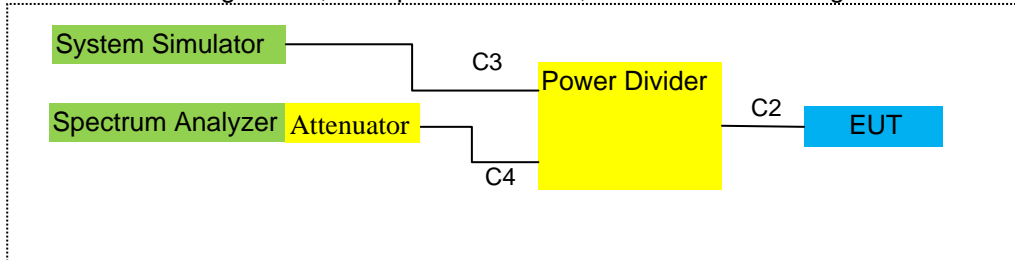 System Simulator
C3
Power Divider
C2
Spectrum Analyzer
Attenuator
EUT
C4